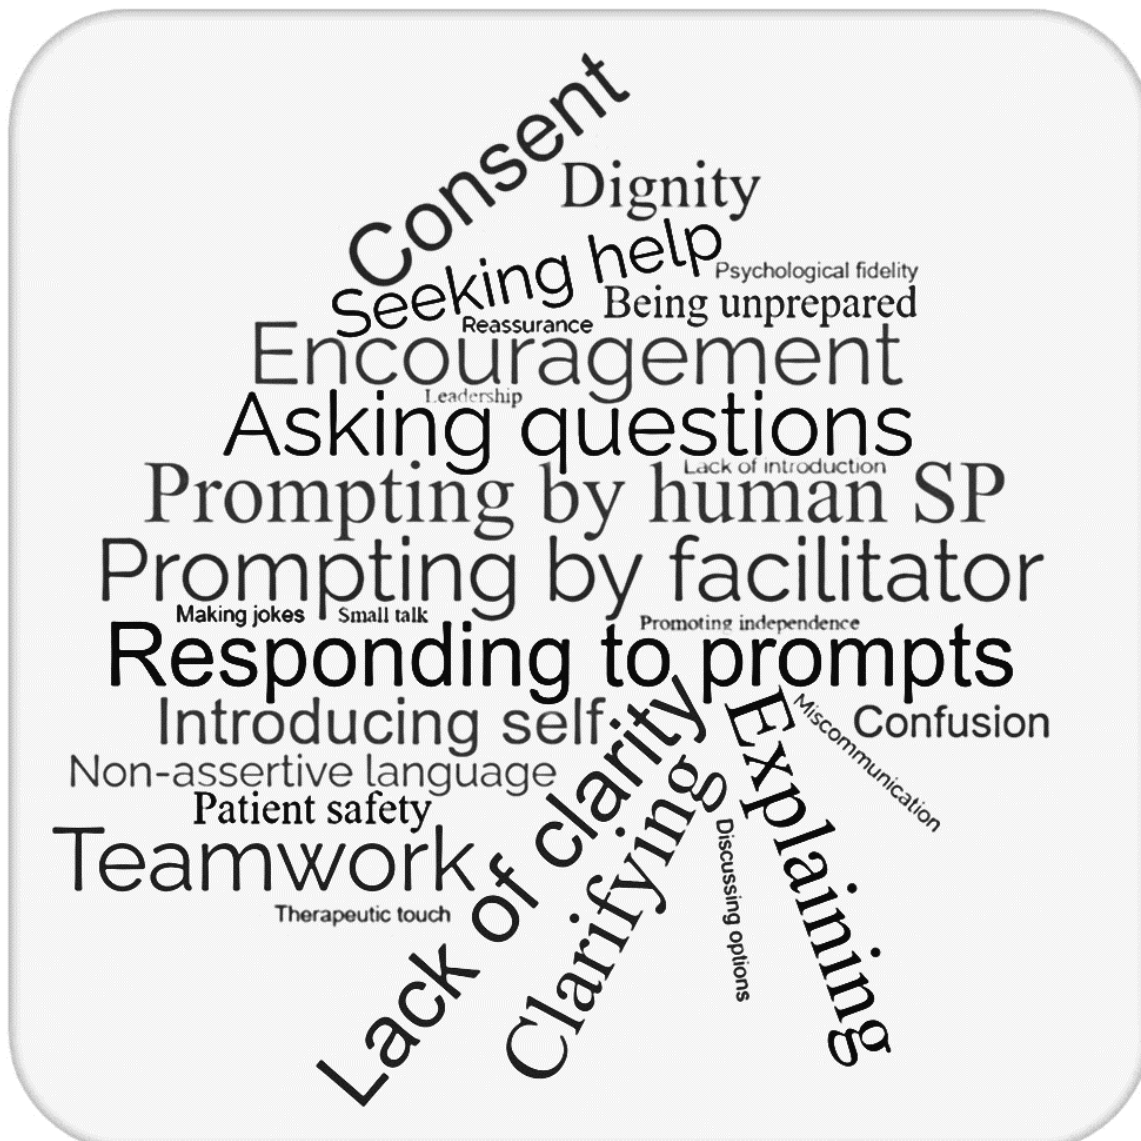 Consent
Dignity
Seeking help
Psychological fidelity
Being unprepared
Reassurance
Encouragement
Leadership
Asking questions
Lack of introduction
Prompting by human SP
Prompting by facilitator
Making jokes
Small talk
Promoting independence
Responding to prompts
Introducing self
Lack of clarity
Explaining
Miscommunication
Confusion
Non-assertive language
Clarifying
Patient safety
Teamwork
Discussing options
Therapeutic touch